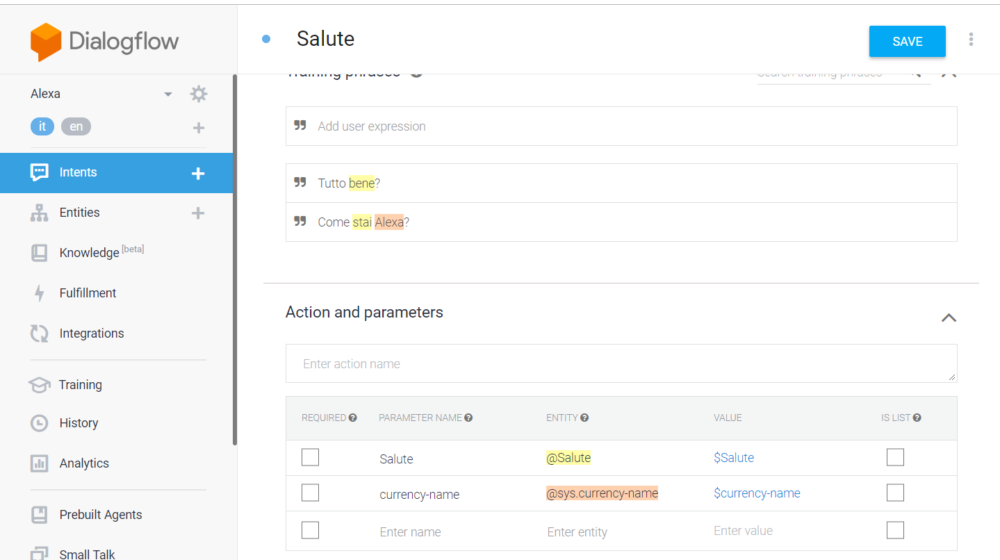 Dialogflow
Salute
SAVE
Training phrases
Search training phrases
Alexa
it en
Add user expression
Intents
Tutto bene?
Entities
Come stai Alexa?
Knowledge [beta]
Fulfillment
Action and parameters
Integrations
Enter action name
Training
REQUIRED PARAMETER NAME ENTITY VALUE IS LIST
History
Salute @Salute $Salute
Analytics
currency-name @sys.currency-name $currency-name
Prebuilt Agents
Enter name Enter entity Enter value
Small Talk